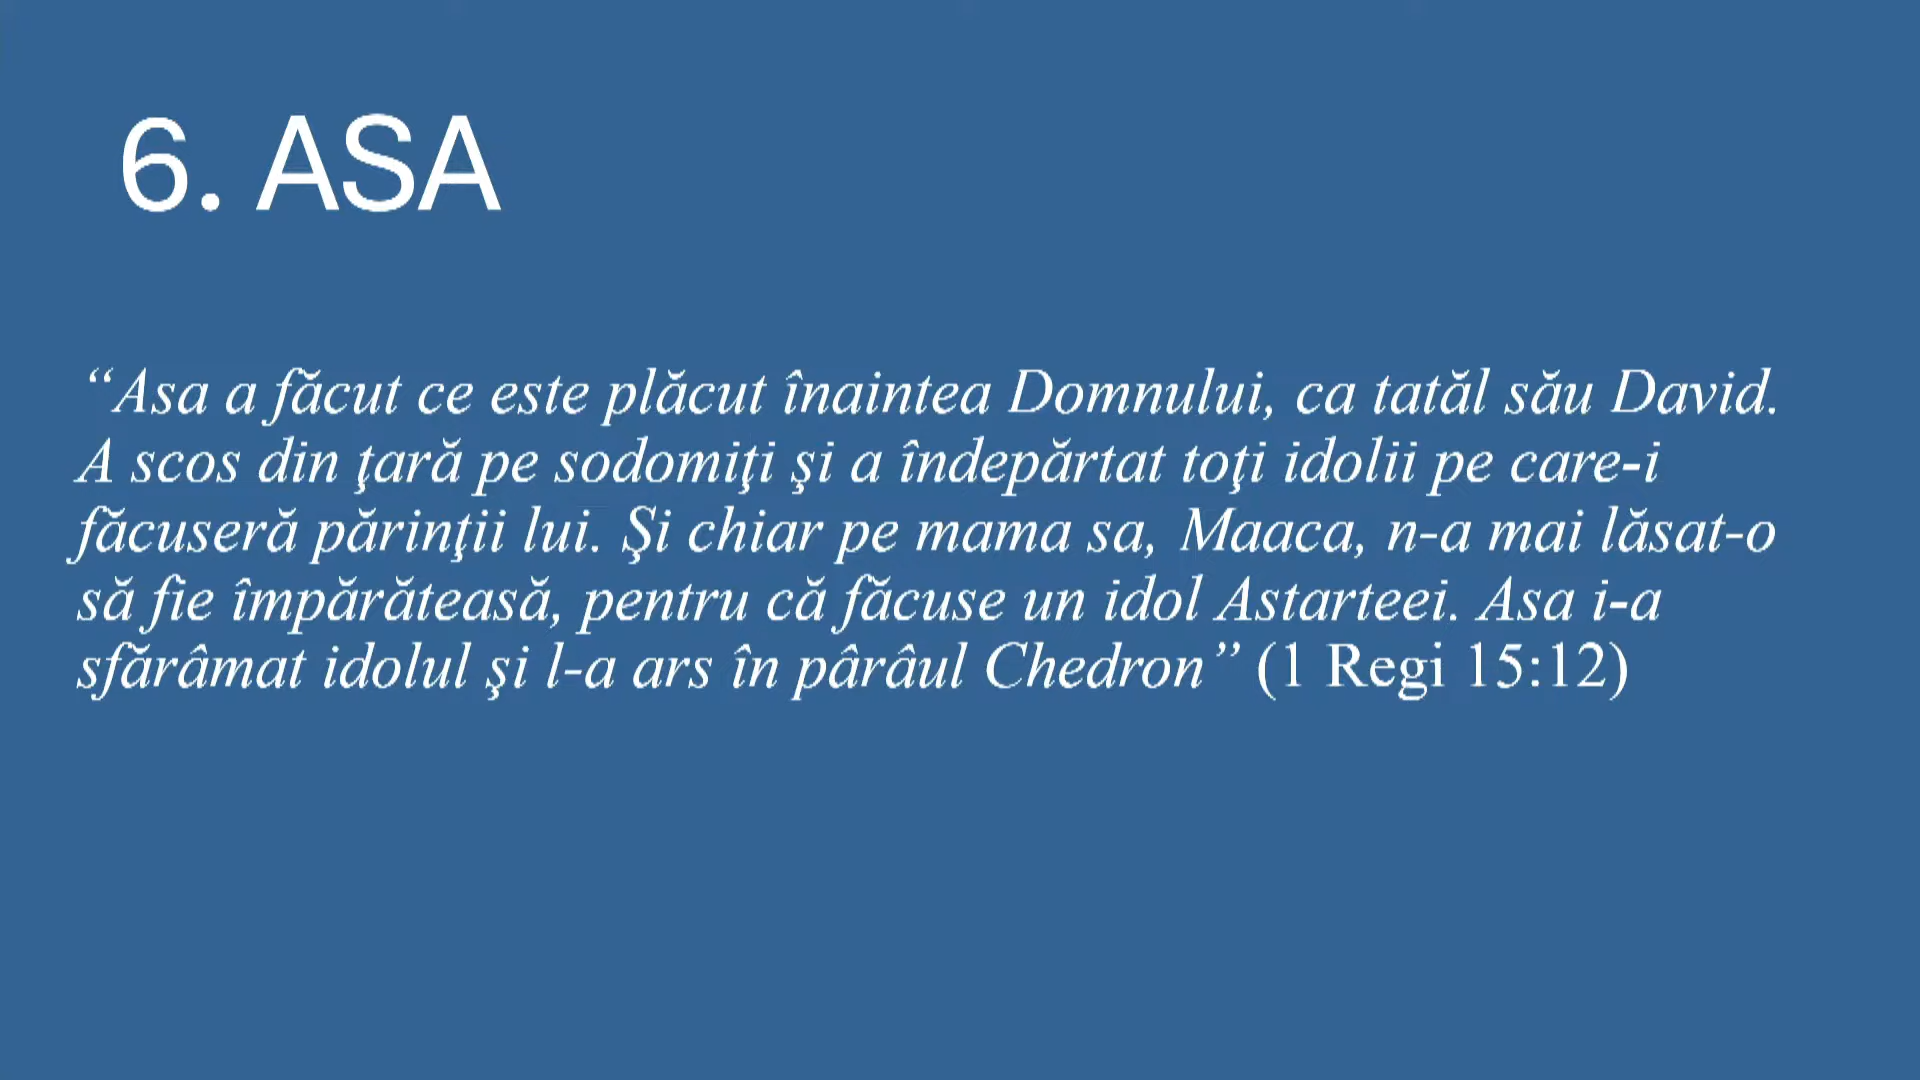 6. ASA
“Asa a făcut ce este plăcut înaintea Domnului, ca tatăl său David.
A scos din ţară pe sodomiţi şi a îndepărtat toţi idolii pe care-i
făcuseră părinţii lui. Şi chiar pe mama sa, Maaca, n-a mai lăsat-o
să fie împărăteasă, pentru că făcuse un idol Astarteei. Asa i-a
sfărâmat idolul şi l-a ars în pârâul Chedron” (1 Regi 15:12)